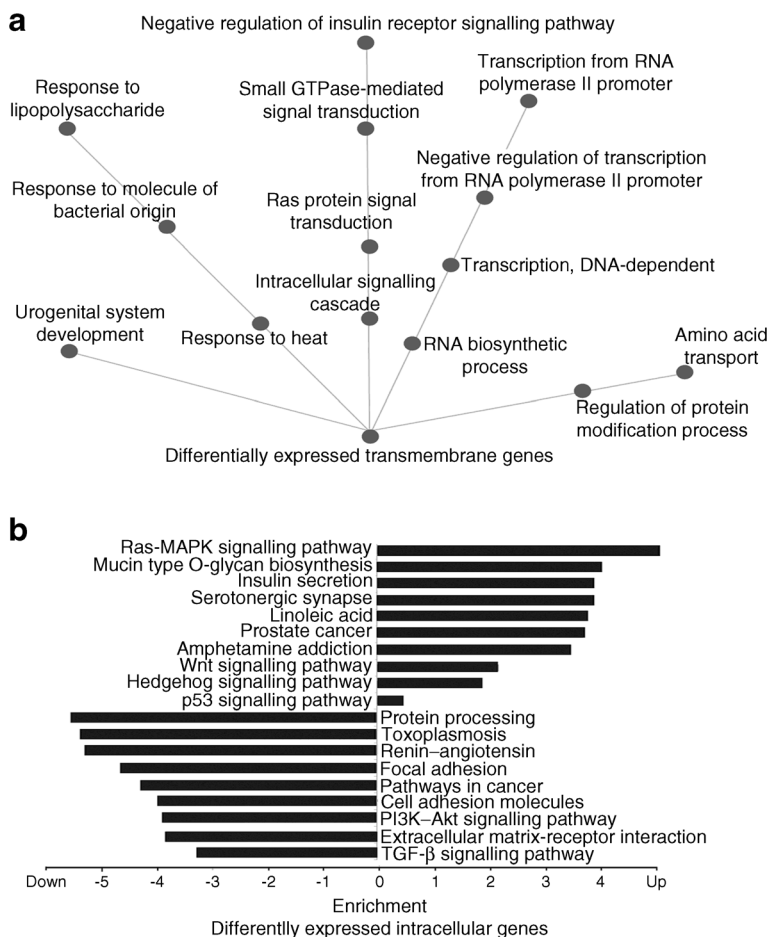 a
Negative regulation of insulin receptor signalling pathway
Transcription from RNA
polymerase II promoter
Response to
lipopolysaccharide
Small GTPase-mediated
signal transduction
Negative regulation of transcription
from RNA polymerase II promoter
Response to molecule of
bacterial origin
Ras protein signal
transduction
Transcription, DNA-dependent
Intracellular signalling
cascade
Urogenital system
development
Response to heat
RNA biosynthetic
process
Amino acid
transport
Regulation of protein
modification process
Differentially expressed transmembrane genes
b
Ras-MAPK signalling pathway
Mucin type O-glycan biosynthesis
Insulin secretion
Serotonergic synapse
Linoleic acid
Prostate cancer
Amphetamine addiction
Wnt signalling pathway
Hedgehog signalling pathway
p53 signalling pathway
Protein processing
Toxoplasmosis
Renin–angiotensin
Focal adhesion
Pathways in cancer
Cell adhesion molecules
PI3K–Akt signalling pathway
Extracellular matrix-receptor interaction
TGF-β signalling pathway
Down -5 -4 -3 -2 -1 0 1 2 3 4 Up
Enrichment
Differentlly expressed intracellular genes